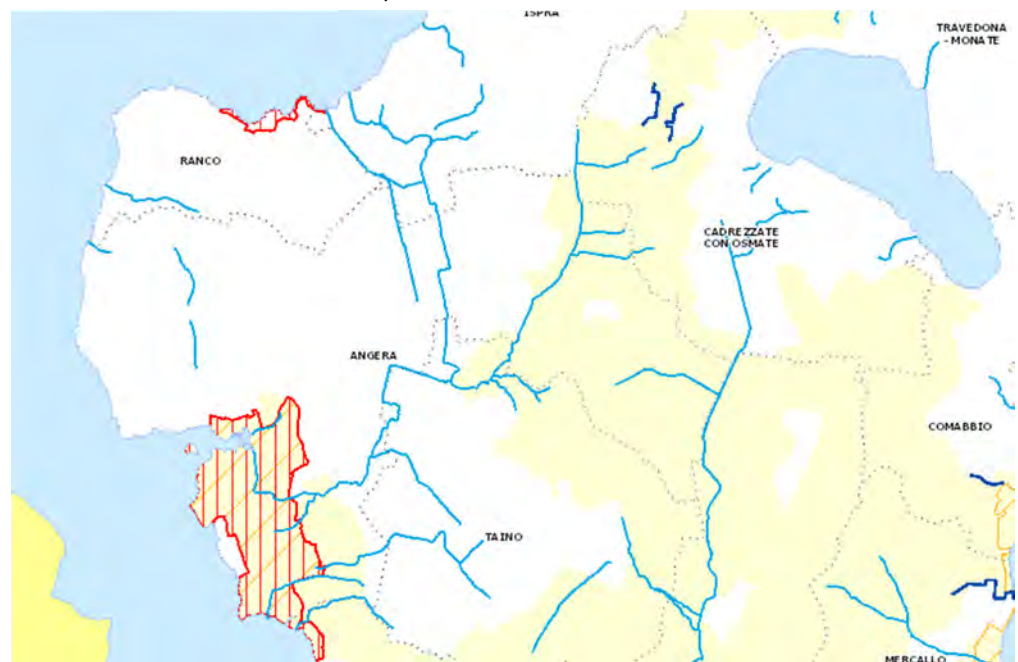 ISPRA
TRAVEDONA
- MONATE
RANCO
CADREZZATE
CON OSMATE
ANGERA
COMABBIO
TAINO
MERCALLO